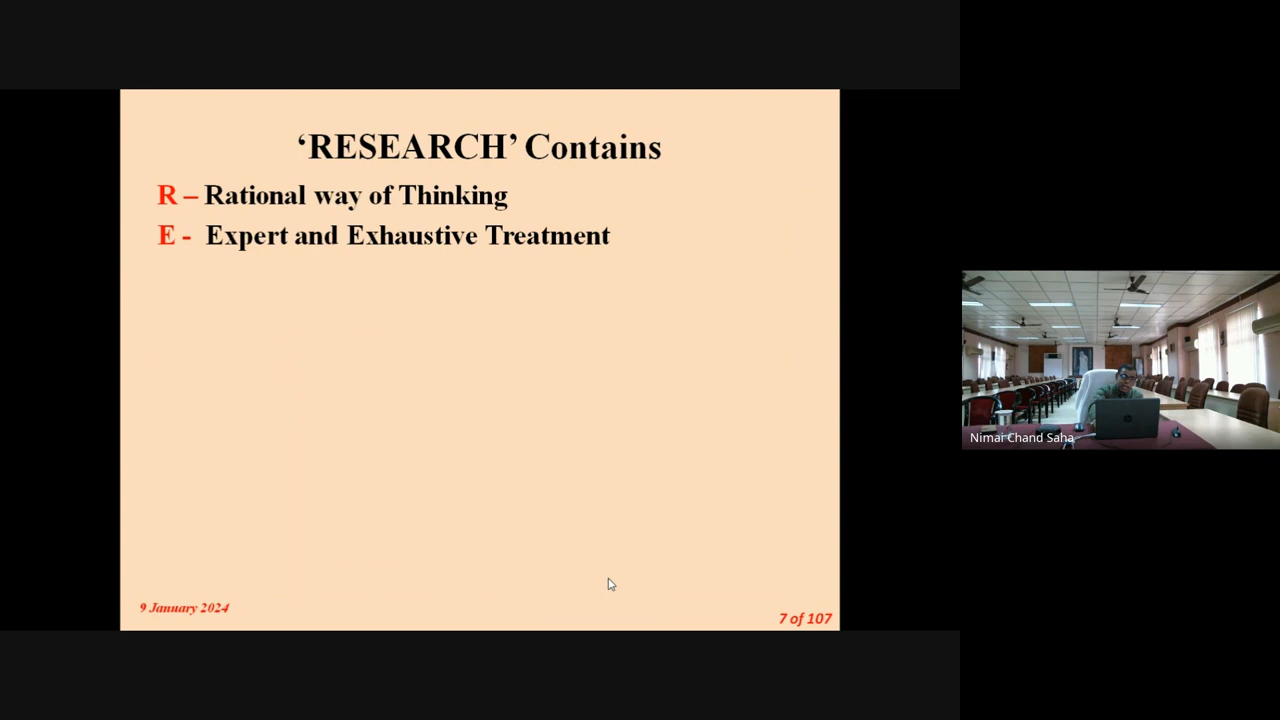 ‘RESEARCH’ Contains
R – Rational way of Thinking
E - Expert and Exhaustive Treatment
9 January 2024
7 of 107
Nimai Chand Saha